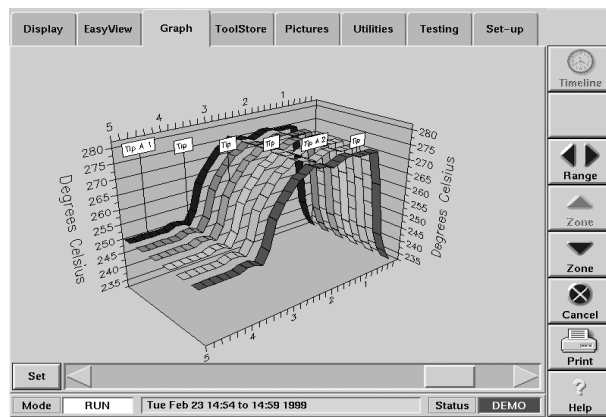 Display EasyView Graph ToolStore Pictures Utilities Testing Set-up
Timeline
Range
Zone
Zone
Cancel
Print
Help
5 4 3 2 1
280
275
270
265
260
255
250
245
240
235
Degrees Celsius
Tip A 1
Tip
Tip
Tip
Tip A 2
Tip
280
275
270
265
260
255
250
245
240
235
Degrees Celsius
5 4 3 2 1
Set
Mode RUN Tue Feb 23 14:54 to 14:59 1999 Status DEMO